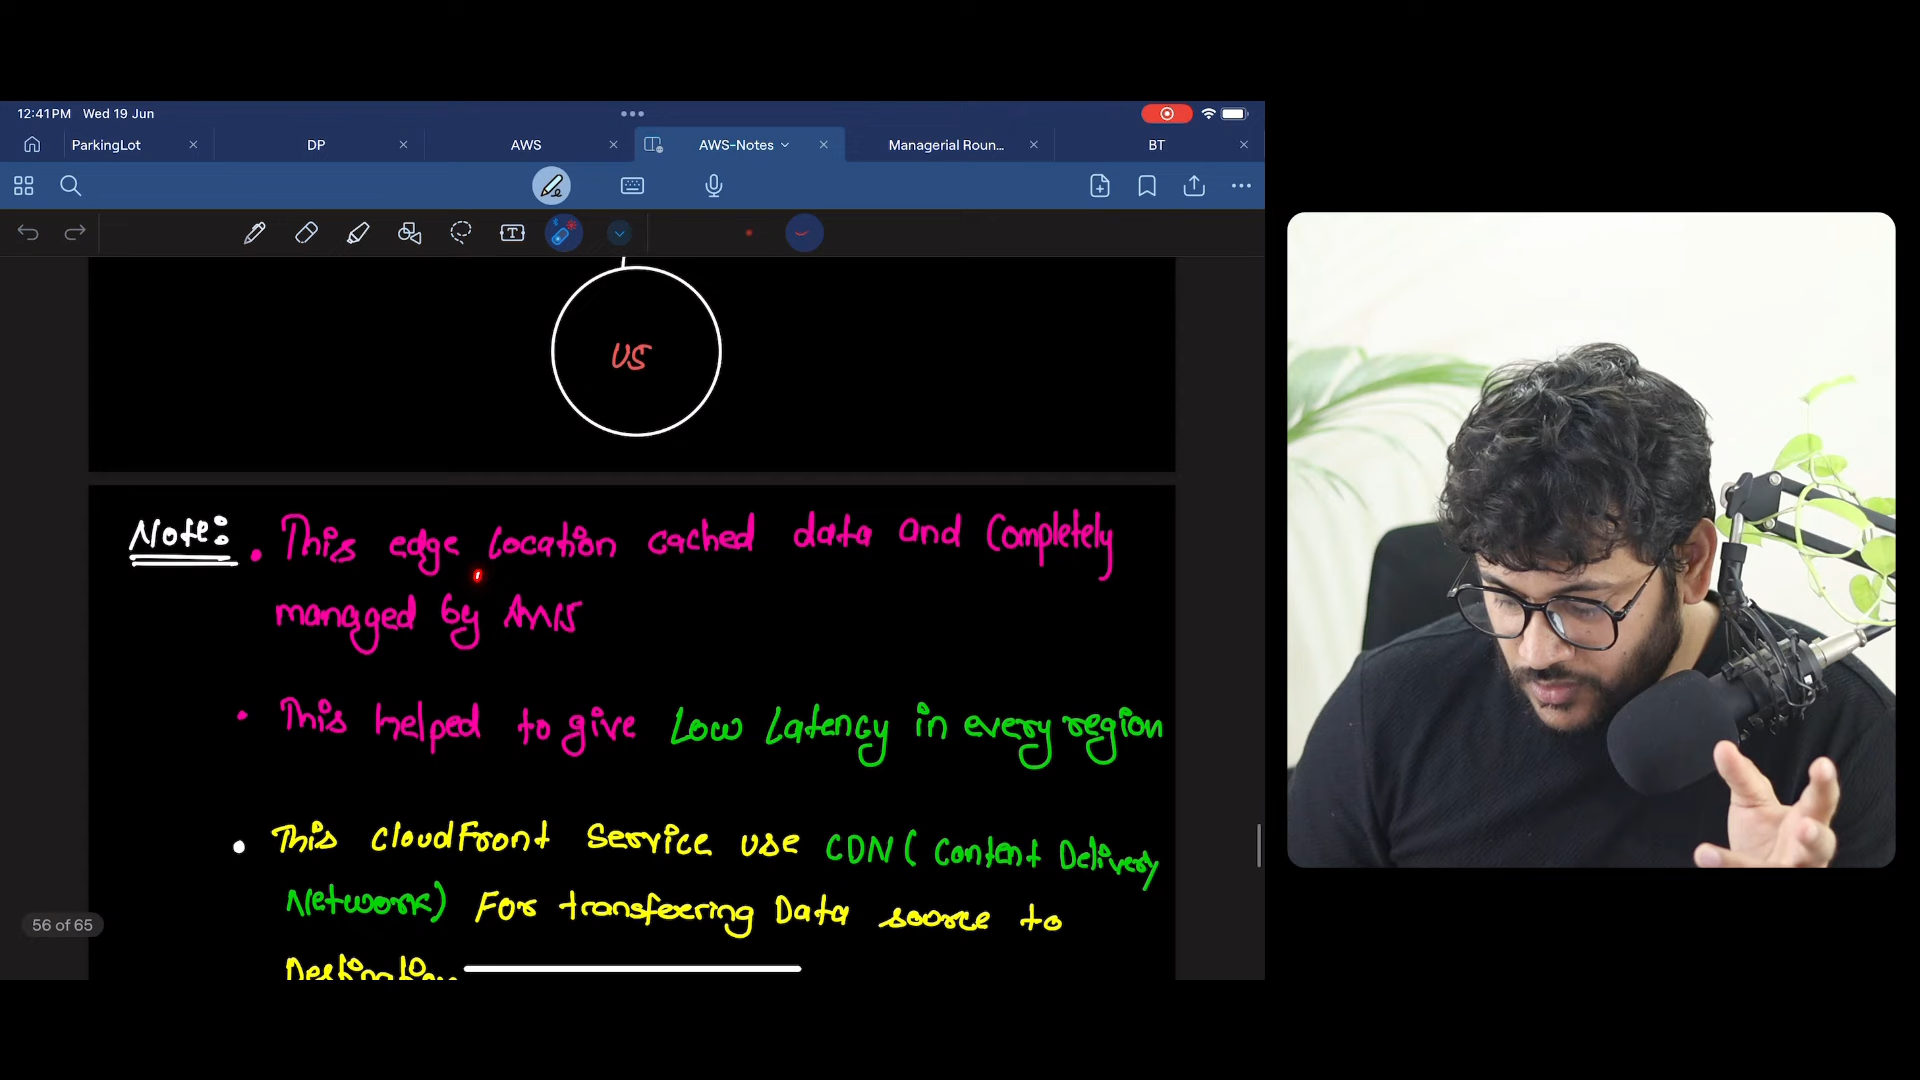 12:41 PM Wed 19 Jun
ParkingLot DP AWS AWS-Notes Managerial Roun... BT
T
US
Note: • This edge location cached data and Completely
managed by AWS
• This helped to give Low Latency in every region
• This CloudFront Service use CDN ( Content Delivery
Network) For transfeering Data source to
56 of 65
Destination